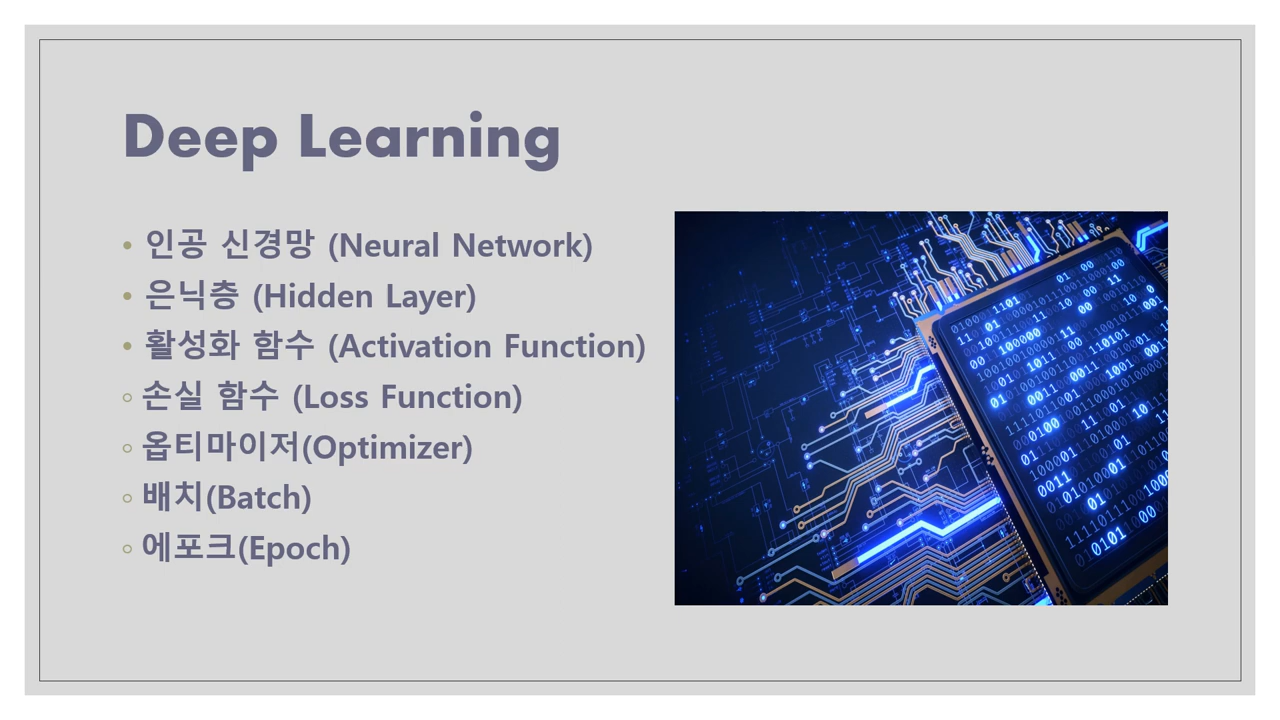 Deep Learning
• 인공 신경망 (Neural Network)
• 은닉층 (Hidden Layer)
• 활성화 함수 (Activation Function)
◦ 손실 함수 (Loss Function)
◦ 옵티마이저(Optimizer)
◦ 배치(Batch)
◦ 에포크(Epoch)